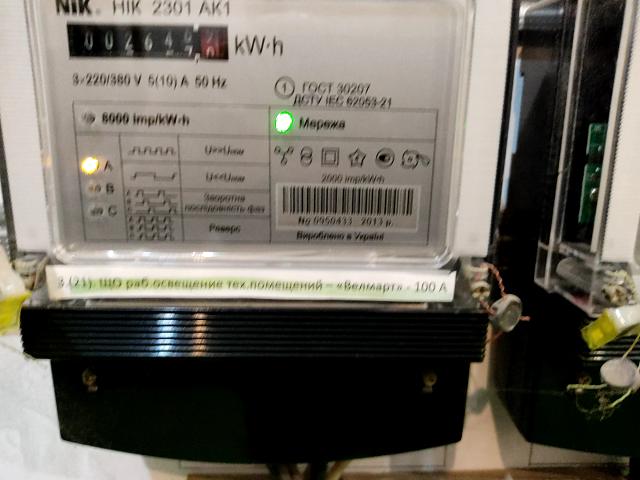 NiK. НІК 2301 АК1
00264 kW·h
3×220/380 V 5(10) A 50 Hz
1 ГОСТ 30207
ДСТУ IEC 62053-21
8000 imp/kW·h
Мережа
A
U>>Uном
B
U<<Uном
C
Зворотня
послідовність фаз
Реверс
2000 imp/kW·h
No 0950433 2013 р.
Вироблено в Україні
3.(21). ЩО раб.освещение тех.помещений – «Велмарт» - 100 А